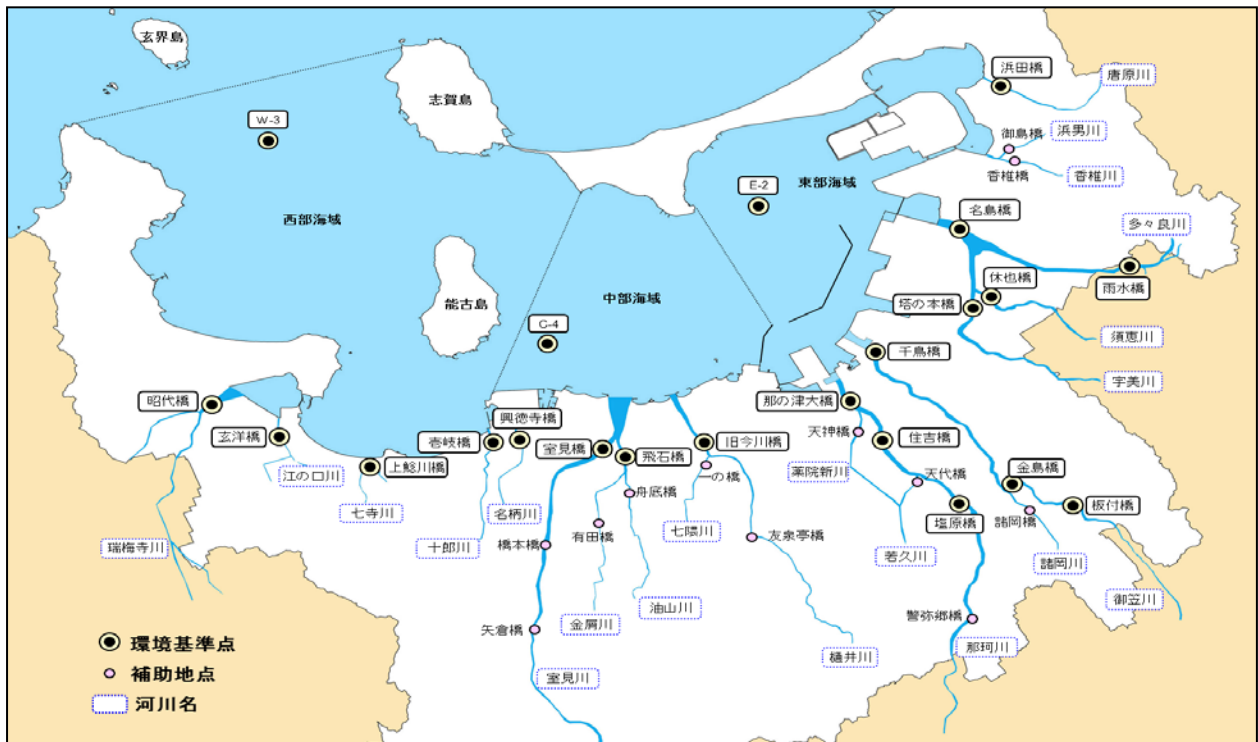 玄界島
志賀島
W-3
西部海域
能古島
中部海域
C-4
E-2
東部海域
浜田橋
唐原川
御島橋
浜男川
香椎橋
香椎川
名島橋
多々良川
雨水橋
休也橋
塔の本橋
須恵川
宇美川
千鳥橋
那の津大橋
天神橋
住吉橋
薬院新川
天代橋
塩原橋
若久川
金島橋
板付橋
諸岡橋
諸岡川
御笠川
警弥郷橋
那珂川
昭代橋
玄洋橋
江の口川
上鯰川橋
七寺川
瑞梅寺川
壱岐橋
興徳寺橋
名柄川
十郎川
室見橋
飛石橋
舟底橋
有田橋
橋本橋
矢倉橋
金屑川
油山川
室見川
旧今川橋
一の橋
七隈川
友泉亭橋
樋井川
環境基準点
補助地点
河川名